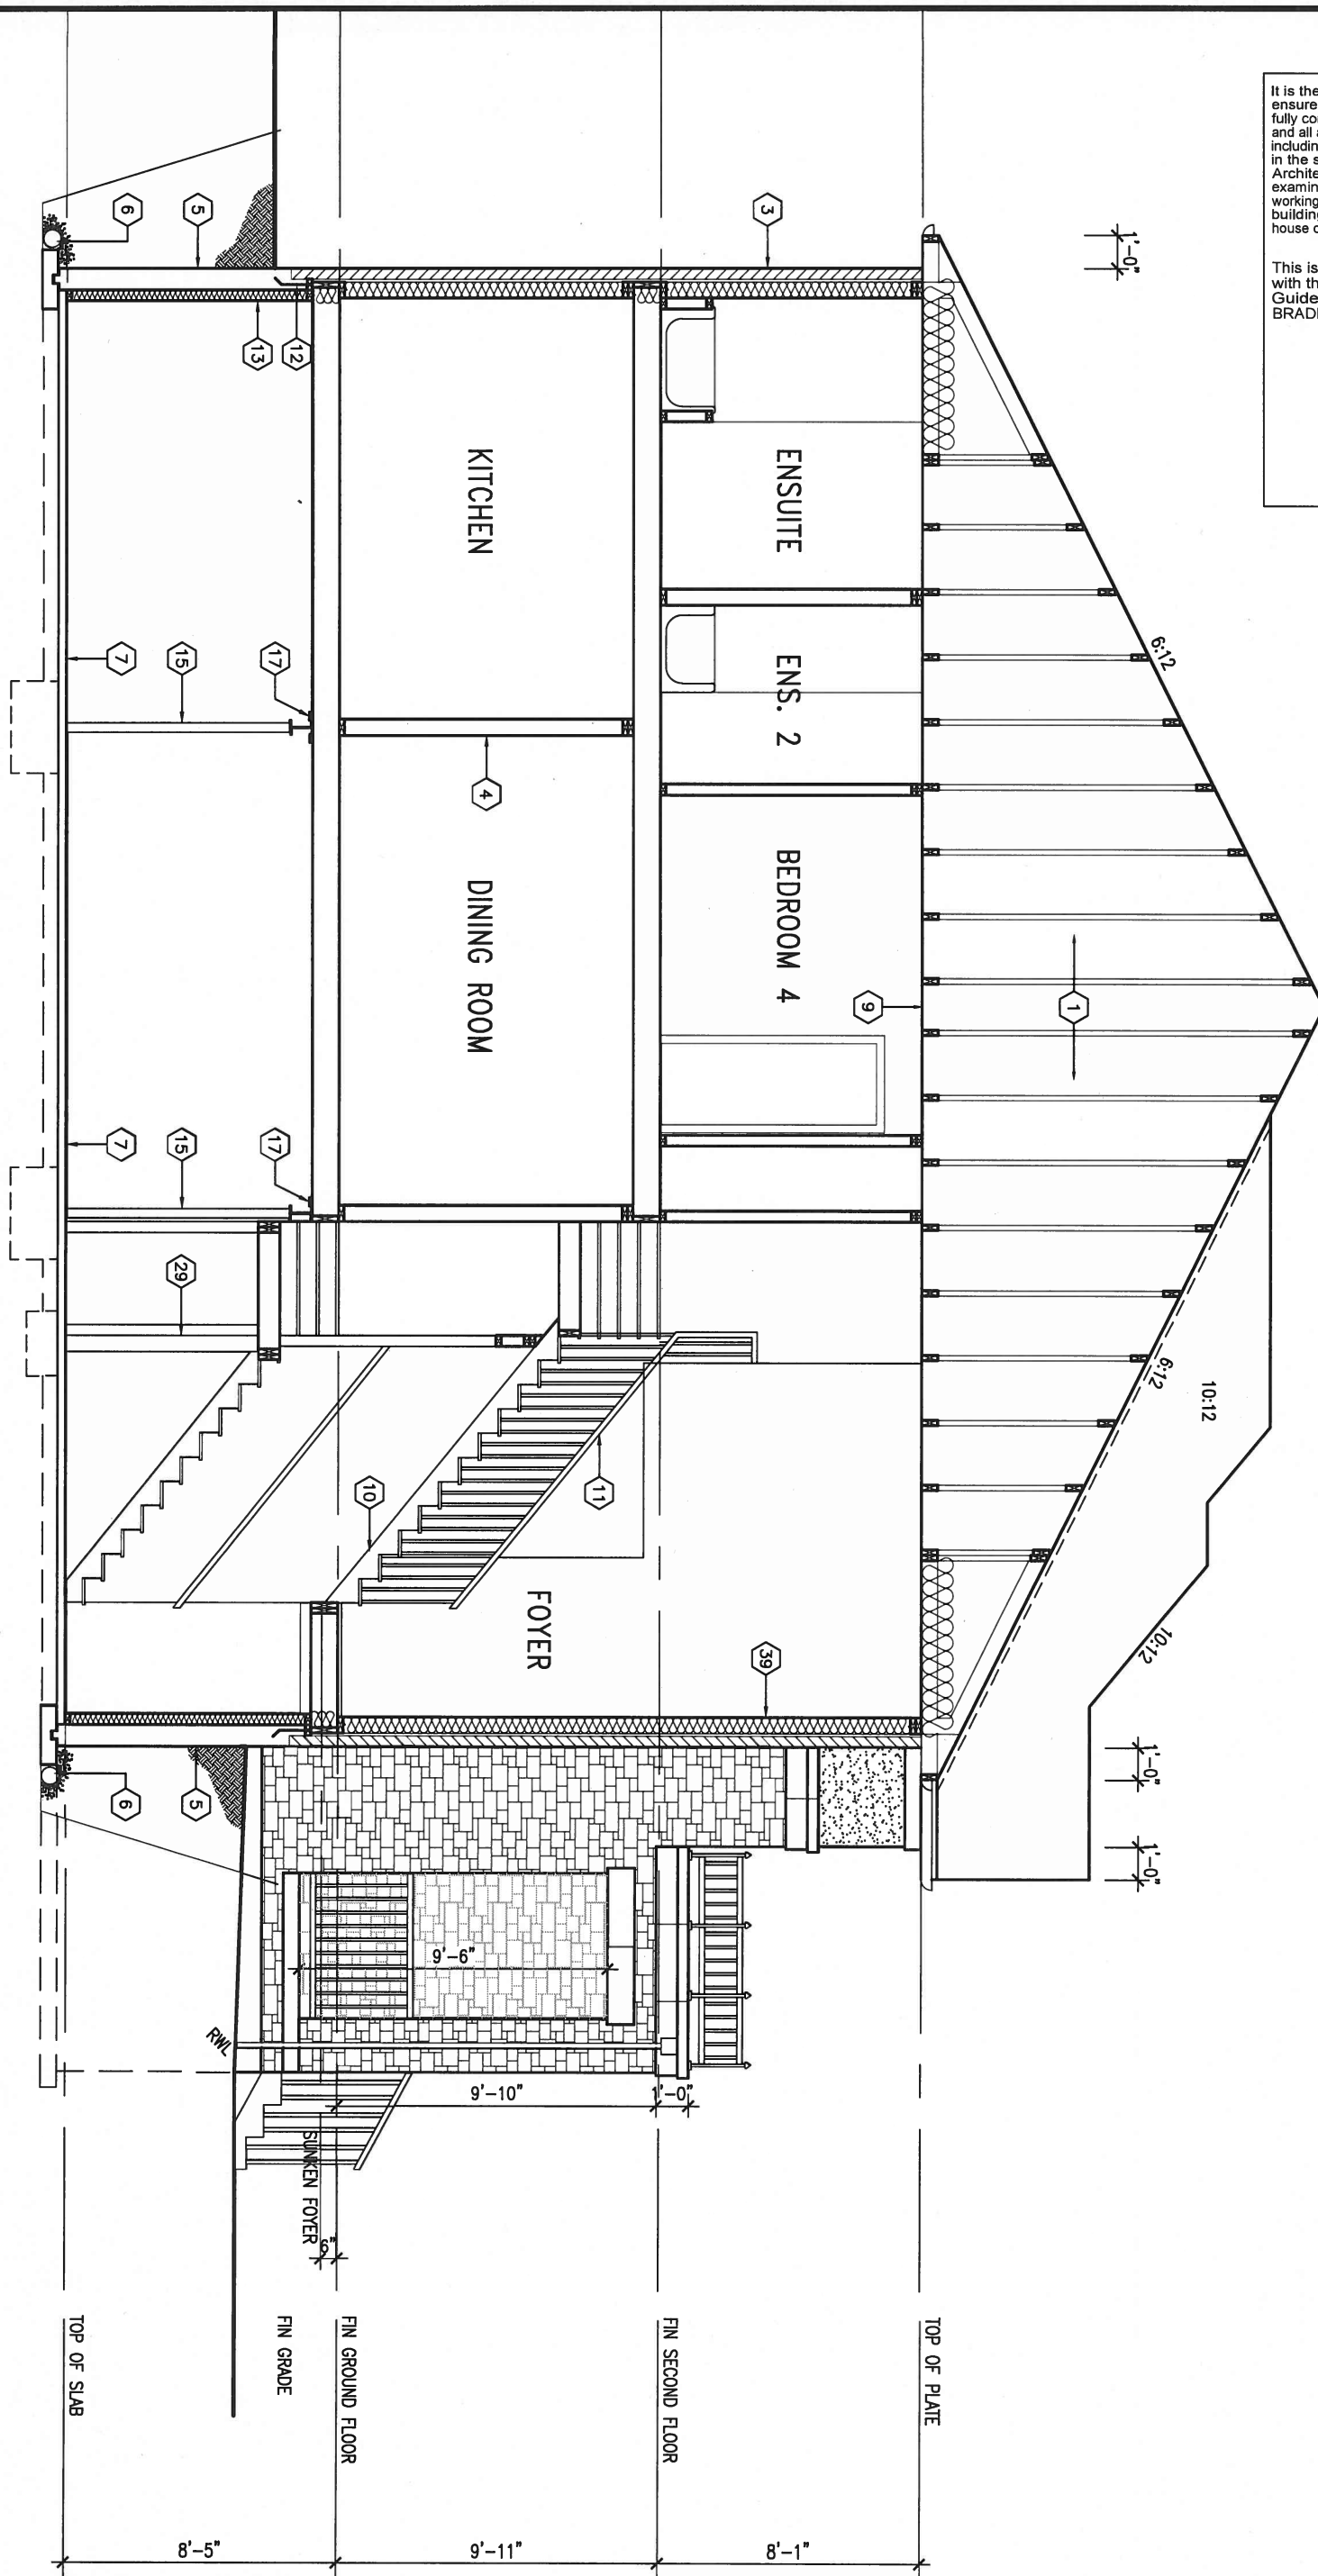 It is the
ensure
fully co
and all
includin
in the s
Archite
examin
working
building
house
This is
with th
Guide
BRAD
1'-0"
6:12
10:12
6:12
10:12
1'-0"
1'-0"
1
3
9
39
ENSUITE
ENS. 2
BEDROOM 4
KITCHEN
DINING ROOM
FOYER
4
11
10
12
13
17
17
5
6
7
15
7
15
29
5
6
9'-6"
RWL
9'-10"
1'-0"
SUNKEN FOYER
6"
TOP OF PLATE
FIN SECOND FLOOR
FIN GROUND FLOOR
FIN GRADE
TOP OF SLAB
8'-1"
9'-11"
8'-5"